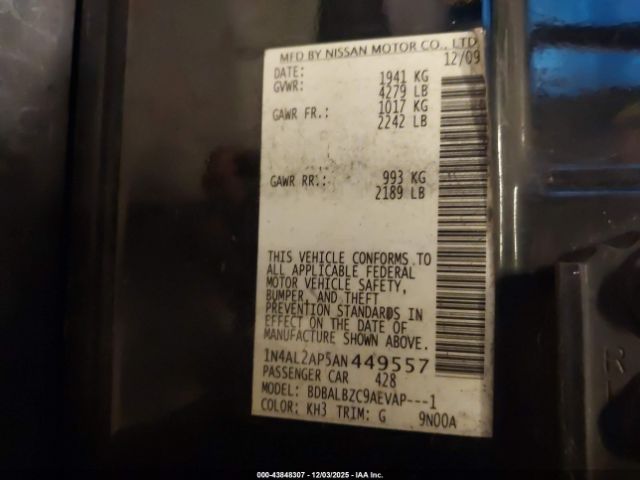 MFD BY NISSAN MOTOR CO., LTD
DATE: 12/09
GVWR: 1941 KG
4279 LB
GAWR FR.: 1017 KG
2242 LB
GAWR RR.: 993 KG
2189 LB
THIS VEHICLE CONFORMS TO
ALL APPLICABLE FEDERAL
MOTOR VEHICLE SAFETY,
BUMPER, AND THEFT
PREVENTION STANDARDS IN
EFFECT ON THE DATE OF
MANUFACTURE SHOWN ABOVE.
1N4AL2AP5AN449557
PASSENGER CAR 428
MODEL: BDBALBZC9AEVAP---1
COLOR: KH3 TRIM: G 9N00A
000-43848307 - 12/03/2025 - IAA Inc.